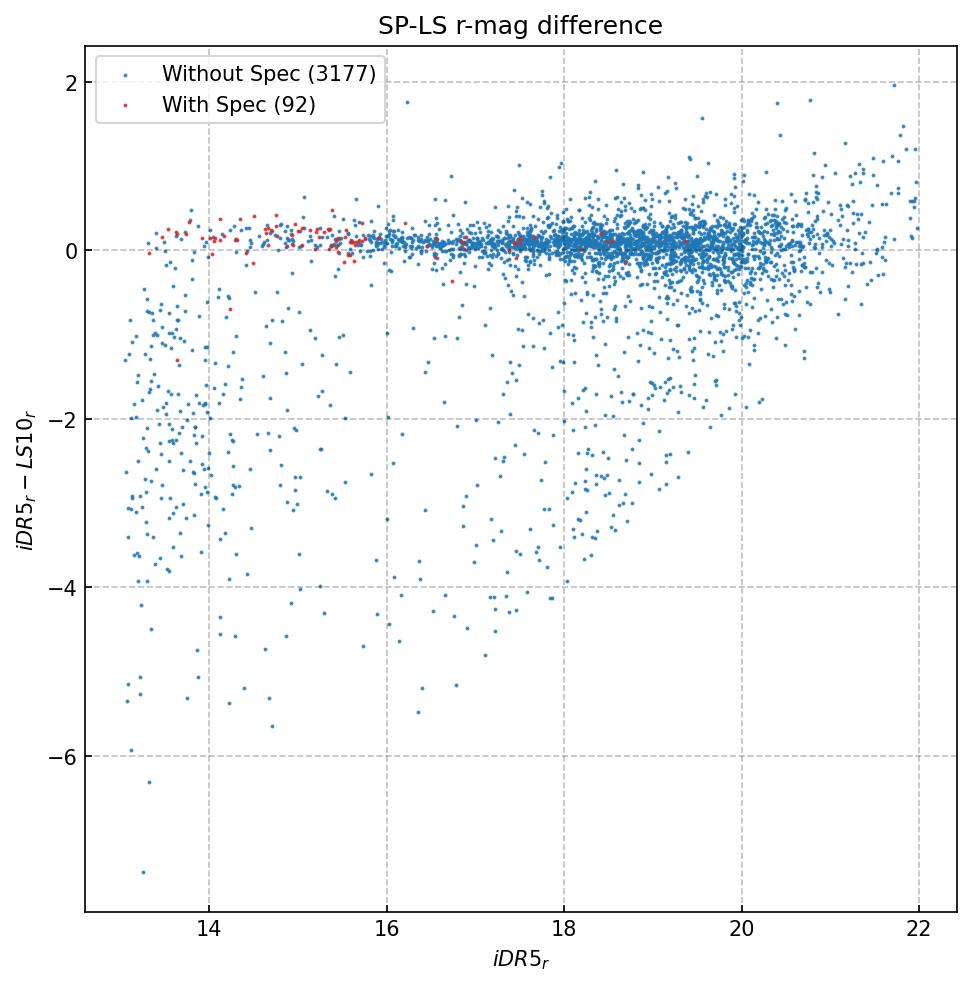 SP-LS r-mag difference
Without Spec (3177)
With Spec (92)
2
0
−2
−4
−6
iDR5r − LS10r
14 16 18 20 22
iDR5r